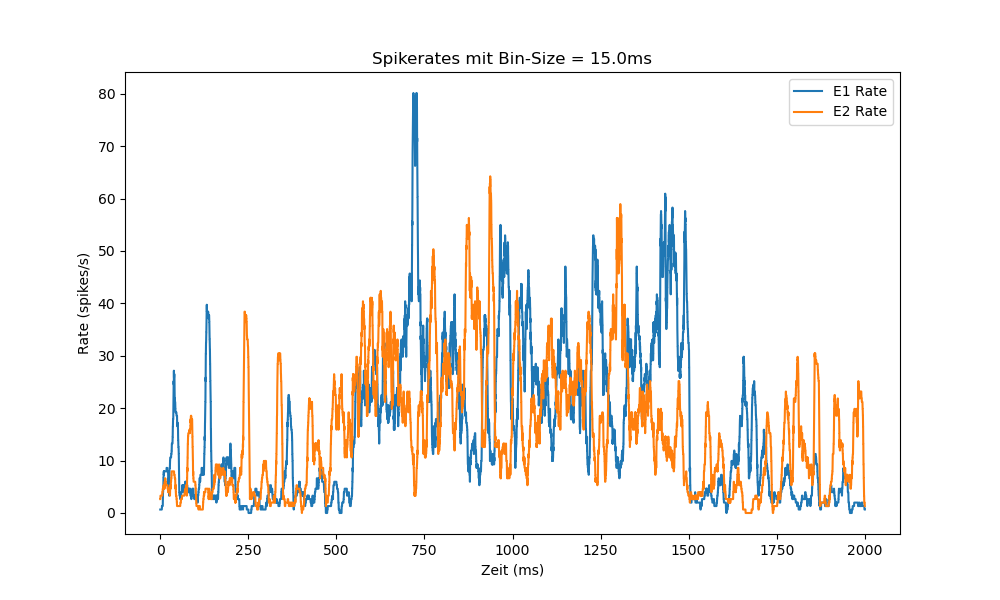 Spikerates mit Bin-Size = 15.0ms
E1 Rate
E2 Rate
80
70
60
50
40
30
20
10
0
Rate (spikes/s)
0 250 500 750 1000 1250 1500 1750 2000
Zeit (ms)